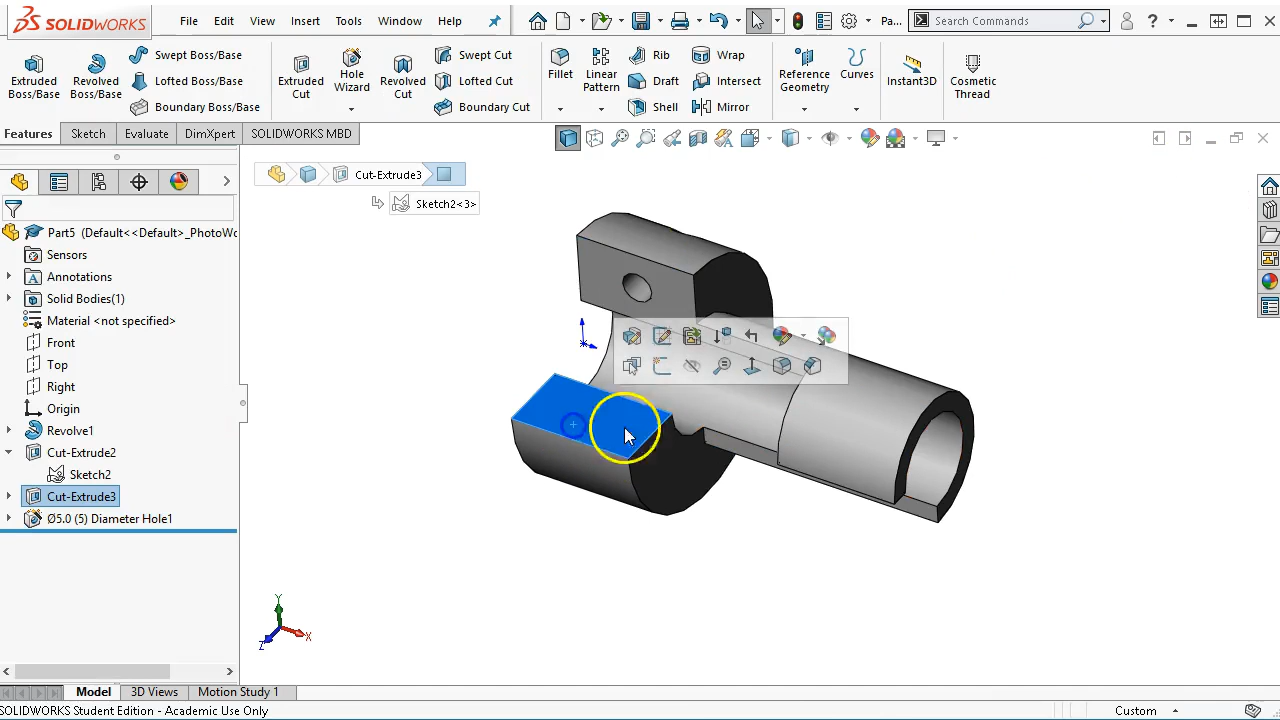 SOLIDWORKS File Edit View Insert Tools Window Help Pa... Search Commands
Extruded Boss/Base
Revolved Boss/Base
Swept Boss/Base
Lofted Boss/Base
Boundary Boss/Base
Extruded Cut
Hole Wizard
Revolved Cut
Swept Cut
Lofted Cut
Boundary Cut
Fillet
Linear Pattern
Rib
Draft
Shell
Wrap
Intersect
Mirror
Reference Geometry
Curves
Instant3D
Cosmetic Thread
Features Sketch Evaluate DimXpert SOLIDWORKS MBD
Cut-Extrude3
Sketch2<3>
Part5 (Default<<Default>_PhotoWo
Sensors
Annotations
Solid Bodies(1)
Material <not specified>
Front
Top
Right
Origin
Revolve1
Cut-Extrude2
Sketch2
Cut-Extrude3
Ø5.0 (5) Diameter Hole1
Y
X
Z
Model 3D Views Motion Study 1
SOLIDWORKS Student Edition - Academic Use Only Custom